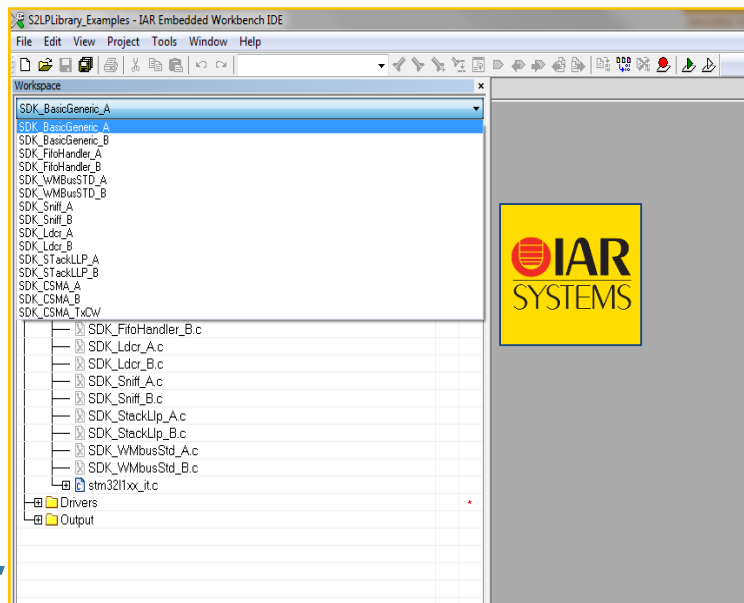 S2LPLibrary_Examples - IAR Embedded Workbench IDE
File Edit View Project Tools Window Help
Workspace x
SDK_BasicGeneric_A
SDK_BasicGeneric_A
SDK_BasicGeneric_B
SDK_FifoHandler_A
SDK_FifoHandler_B
SDK_WMBusSTD_A
SDK_WMBusSTD_B
SDK_Sniff_A
SDK_Sniff_B
SDK_Ldcr_A
SDK_Ldcr_B
SDK_STackLLP_A
SDK_STackLLP_B
SDK_CSMA_A
SDK_CSMA_B
SDK_CSMA_TxCW
SDK_FifoHandler_B.c
SDK_Ldcr_A.c
SDK_Ldcr_B.c
SDK_Sniff_A.c
SDK_Sniff_B.c
SDK_StackLlp_A.c
SDK_StackLlp_B.c
SDK_WMbusStd_A.c
SDK_WMbusStd_B.c
stm32l1xx_it.c
Drivers
Output
IAR
SYSTEMS